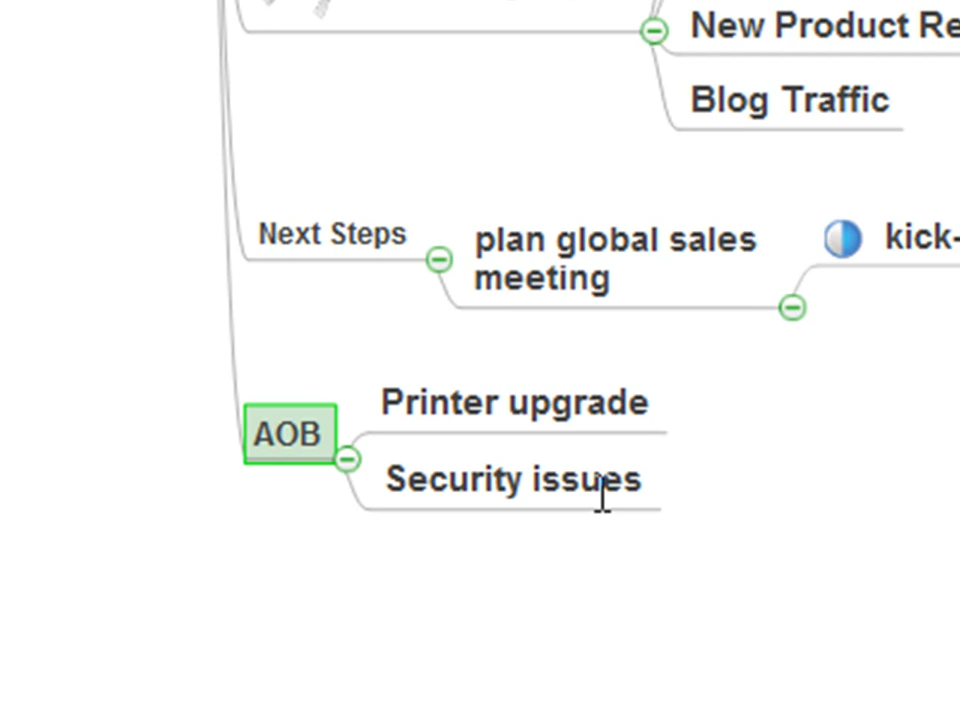 New Product Re
Blog Traffic
Next Steps
plan global sales
meeting
kick-
AOB
Printer upgrade
Security issues